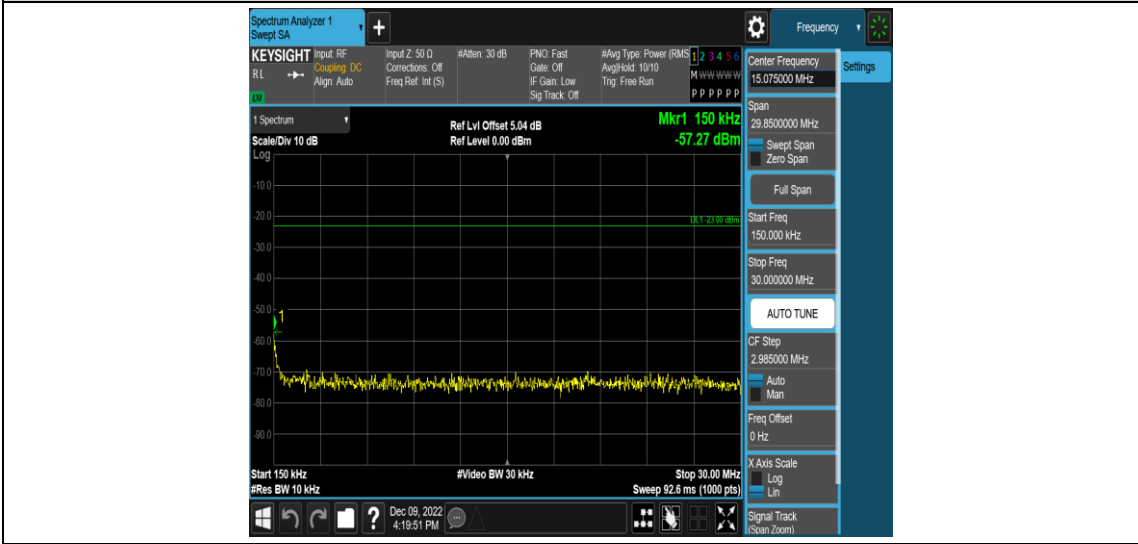 Spectrum Analyzer 1
Swept SA
+
Frequency
KEYSIGHT
RL
Input: RF
Coupling: DC
Align: Auto
Input Z: 50 Ω
Corrections: Off
Freq Ref: Int (S)
#Atten: 30 dB
PNO: Fast
Gate: Off
IF Gain: Low
Sig Track: Off
#Avg Type: Power (RMS
Avg|Hold: 10/10
Trig: Free Run
1 2 3 4 5 6
M W W W W W
P P P P P P
1 Spectrum
Scale/Div 10 dB
Log
Ref Lvl Offset 5.04 dB
Ref Level 0.00 dBm
Mkr1 150 kHz
-57.27 dBm
-10.0
-20.0
DL1 -23.00 dBm
-30.0
-40.0
-50.0
1
-60.0
-70.0
-80.0
-90.0
Start 150 kHz
#Res BW 10 kHz
#Video BW 30 kHz
Stop 30.00 MHz
Sweep 92.6 ms (1000 pts)
?
Dec 09, 2022
4:19:51 PM
Center Frequency
15.075000 MHz
Settings
Span
29.8500000 MHz
Swept Span
Zero Span
Full Span
Start Freq
150.000 kHz
Stop Freq
30.000000 MHz
AUTO TUNE
CF Step
2.985000 MHz
Auto
Man
Freq Offset
0 Hz
X Axis Scale
Log
Lin
Signal Track
(Span Zoom)